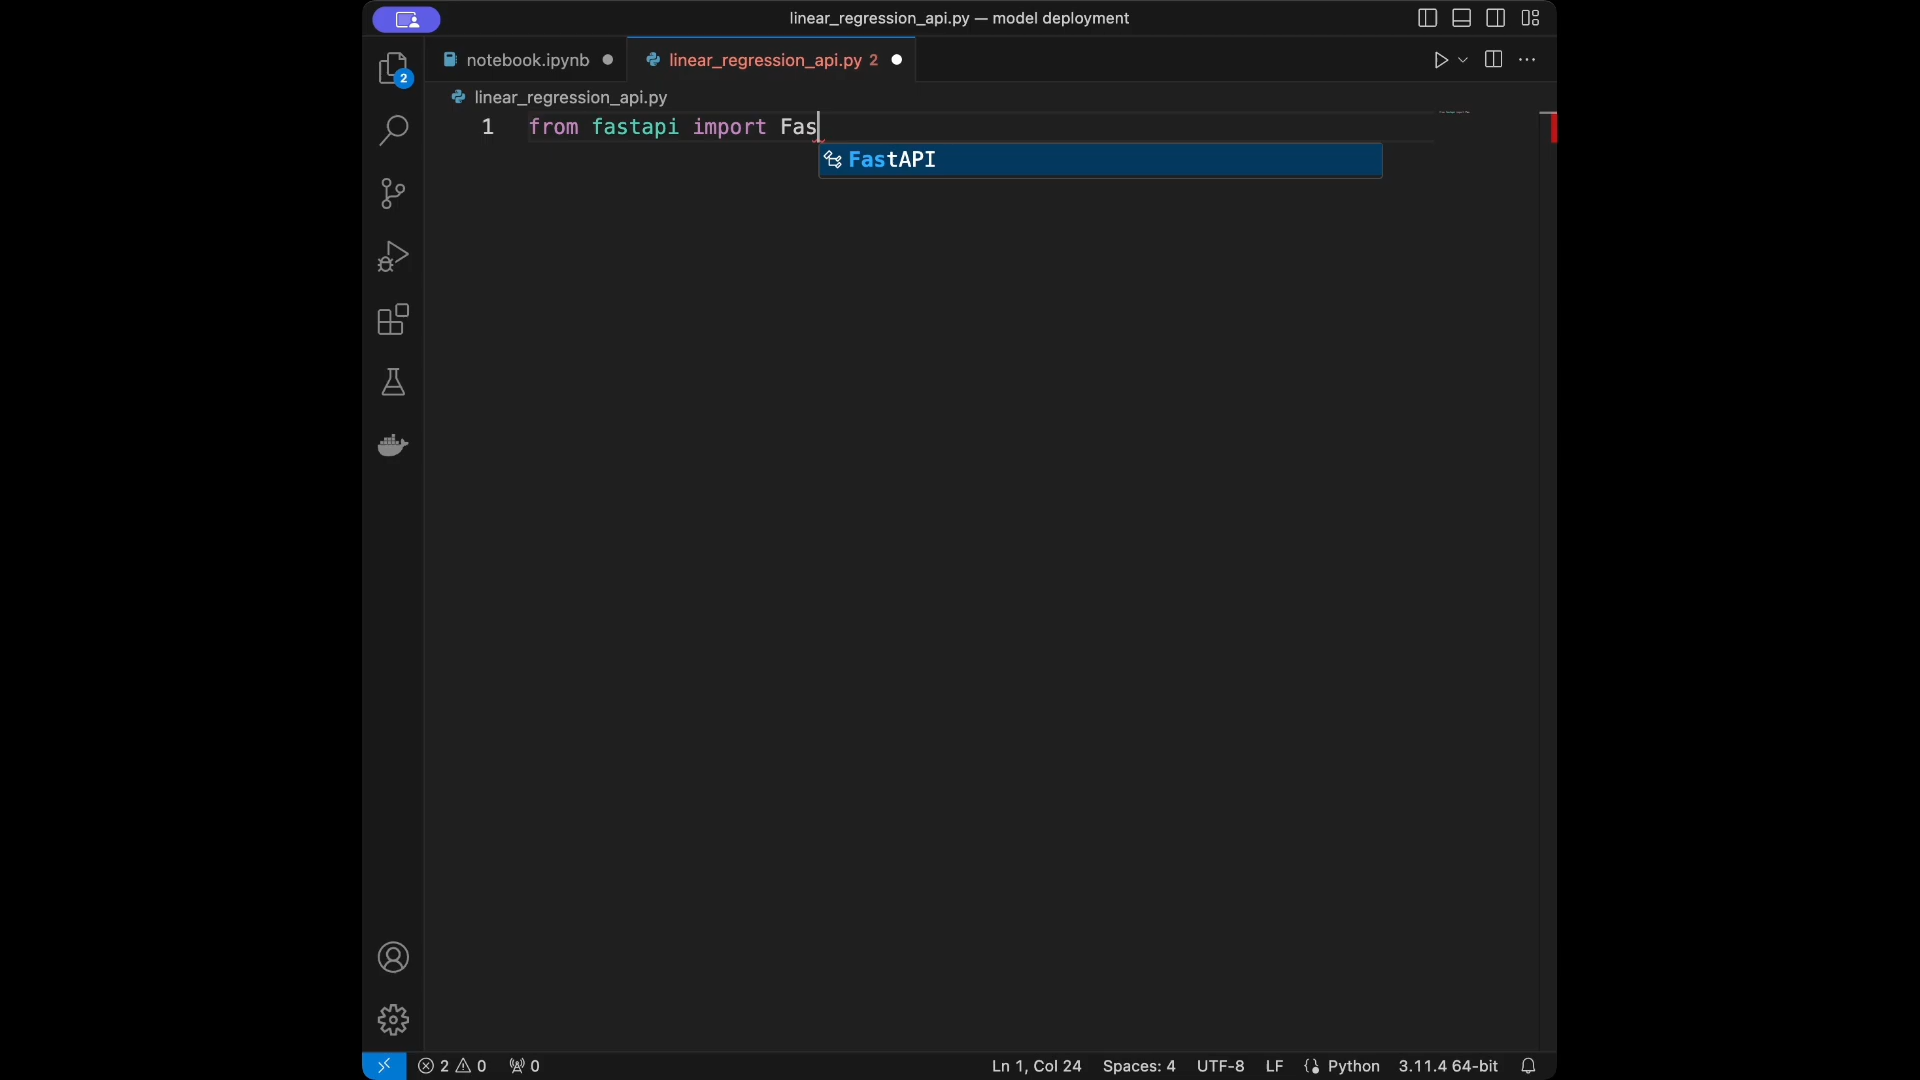 linear_regression_api.py — model deployment
notebook.ipynb
linear_regression_api.py 2
2
linear_regression_api.py
1 from fastapi import Fas
FastAPI
2 0 0 Ln 1, Col 24 Spaces: 4 UTF-8 LF Python 3.11.4 64-bit